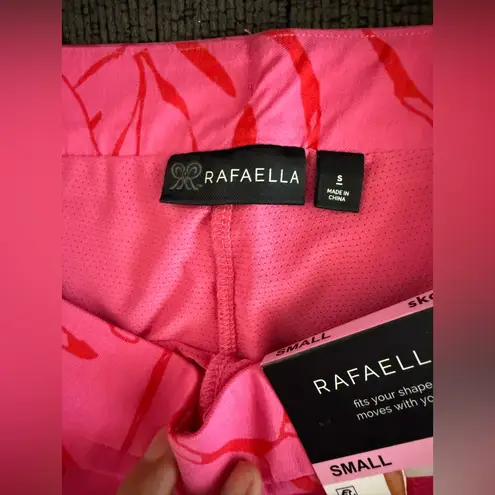 RAFAELLA
S
MADE IN
CHINA
SMALL
RAFAELL
fits your shape
moves with yo
SMALL